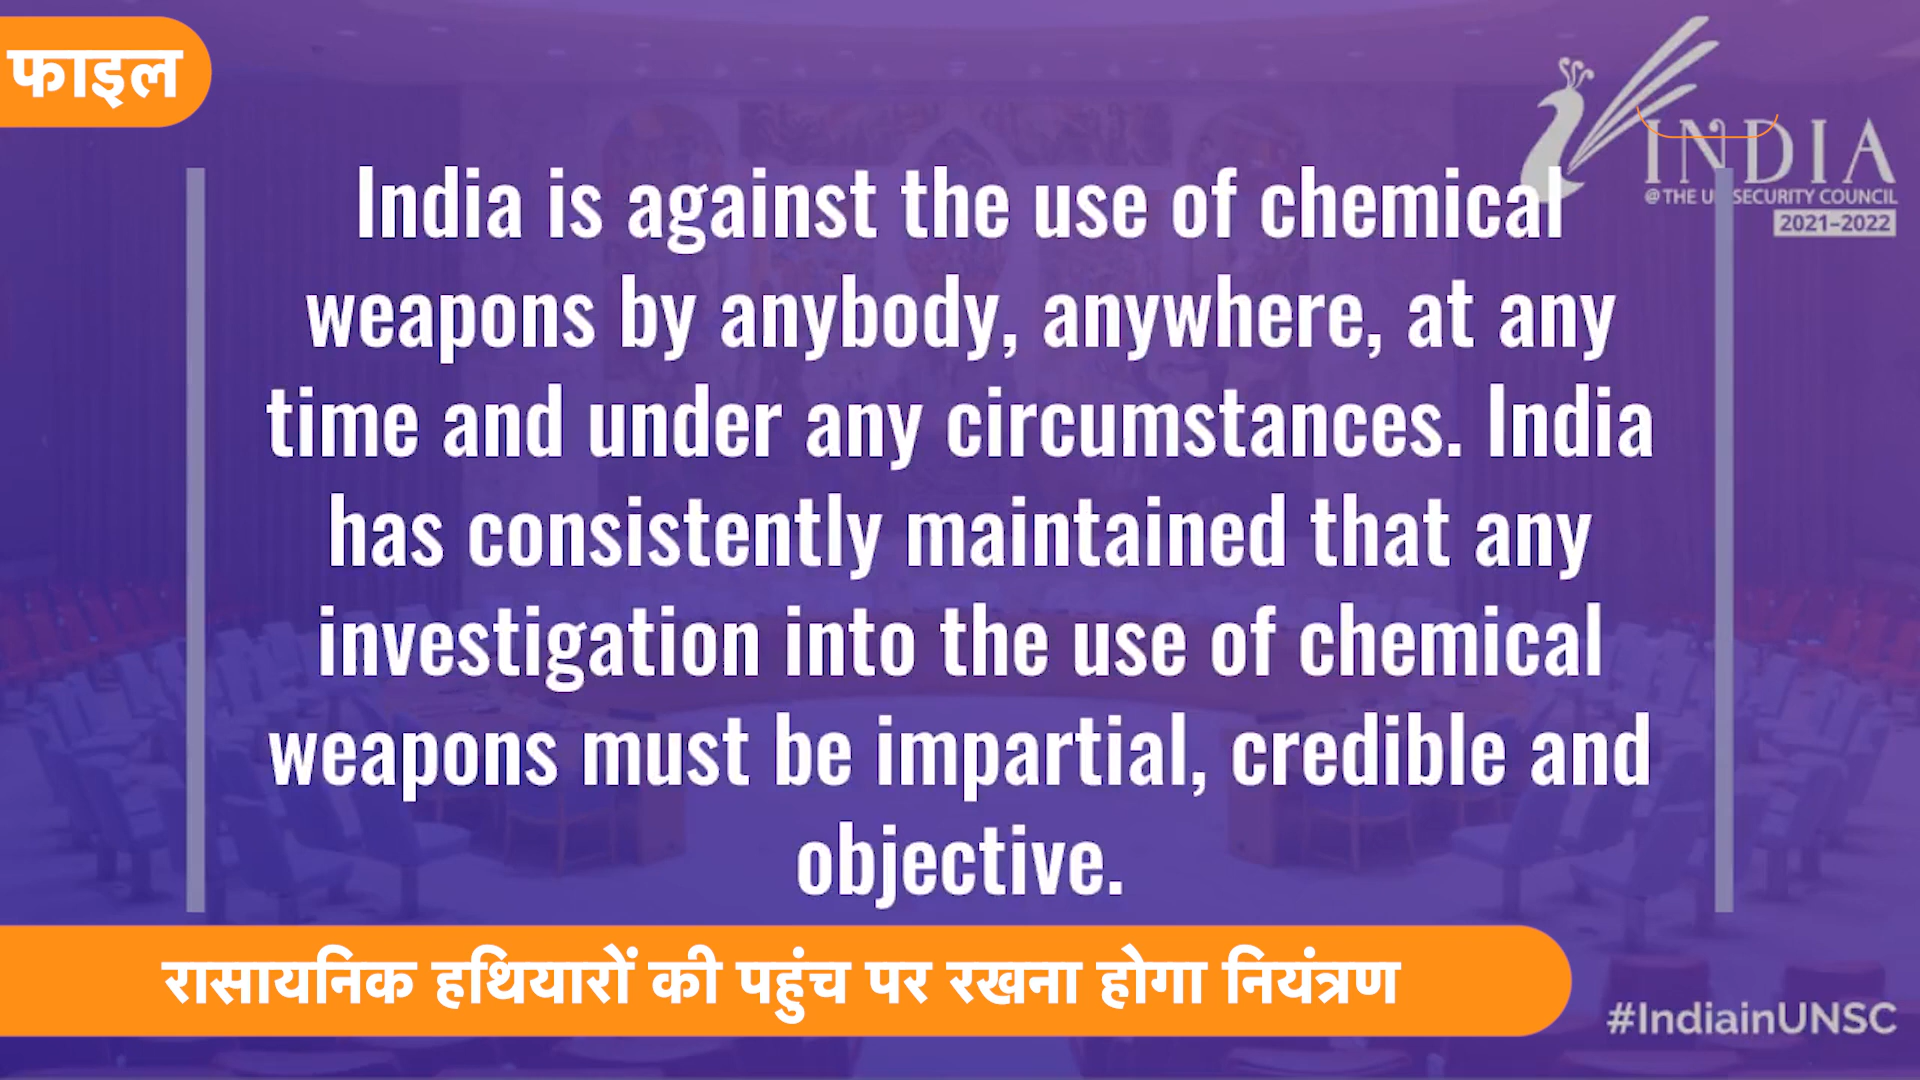 फाइल
INDIA
@ THE U SECURITY COUNCIL
2021-2022
India is against the use of chemical
weapons by anybody, anywhere, at any
time and under any circumstances. India
has consistently maintained that any
investigation into the use of chemical
weapons must be impartial, credible and
objective.
रासायनिक हथियारों की पहुंच पर रखना होगा नियंत्रण
#IndiainUNSC